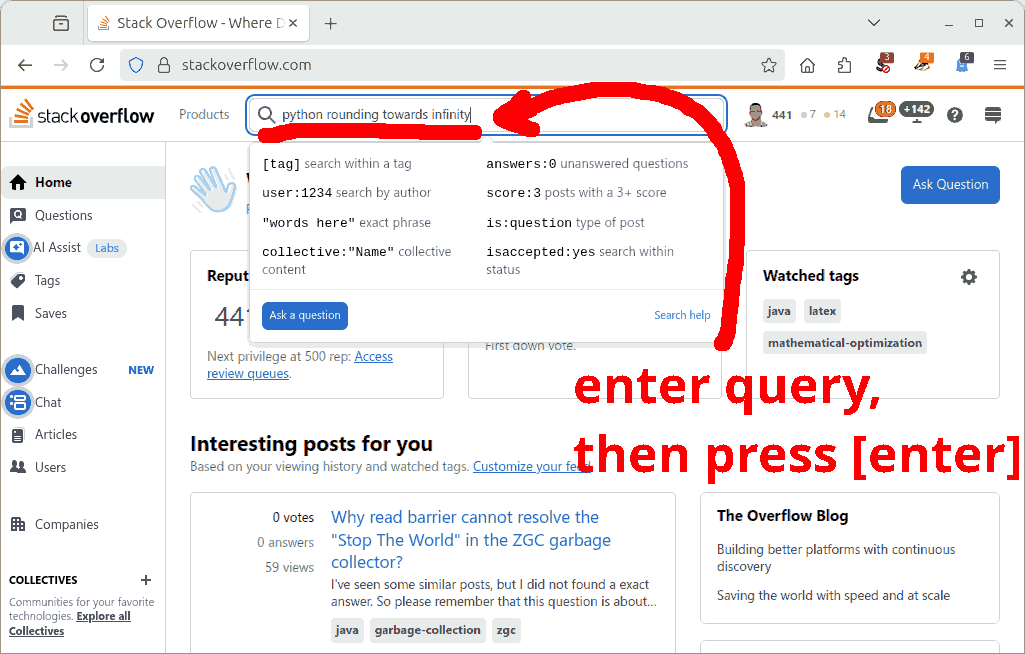 Stack Overflow - Where D
stackoverflow.com
3
4
6
stackoverflow
Products
python rounding towards infinity
441
7
14
18
+142
[tag] search within a tag
answers:0 unanswered questions
user:1234 search by author
score:3 posts with a 3+ score
"words here" exact phrase
is:question type of post
collective:"Name" collective
content
isaccepted:yes search within
status
Ask a question
Search help
Home
Questions
AI Assist Labs
Tags
Saves
Challenges NEW
Chat
Articles
Users
Companies
COLLECTIVES
Communities for your favorite
technologies. Explore all
Collectives
Ask Question
Reput
441
Next privilege at 500 rep: Access
review queues.
First down vote.
Watched tags
java latex
mathematical-optimization
enter query,
then press [enter]
Interesting posts for you
Based on your viewing history and watched tags. Customize your feed
0 votes
0 answers
59 views
Why read barrier cannot resolve the
"Stop The World" in the ZGC garbage
collector?
I've seen some similar posts, but I did not found a exact
answer. So please remember that this question is about...
java garbage-collection zgc
The Overflow Blog
Building better platforms with continuous
discovery
Saving the world with speed and at scale